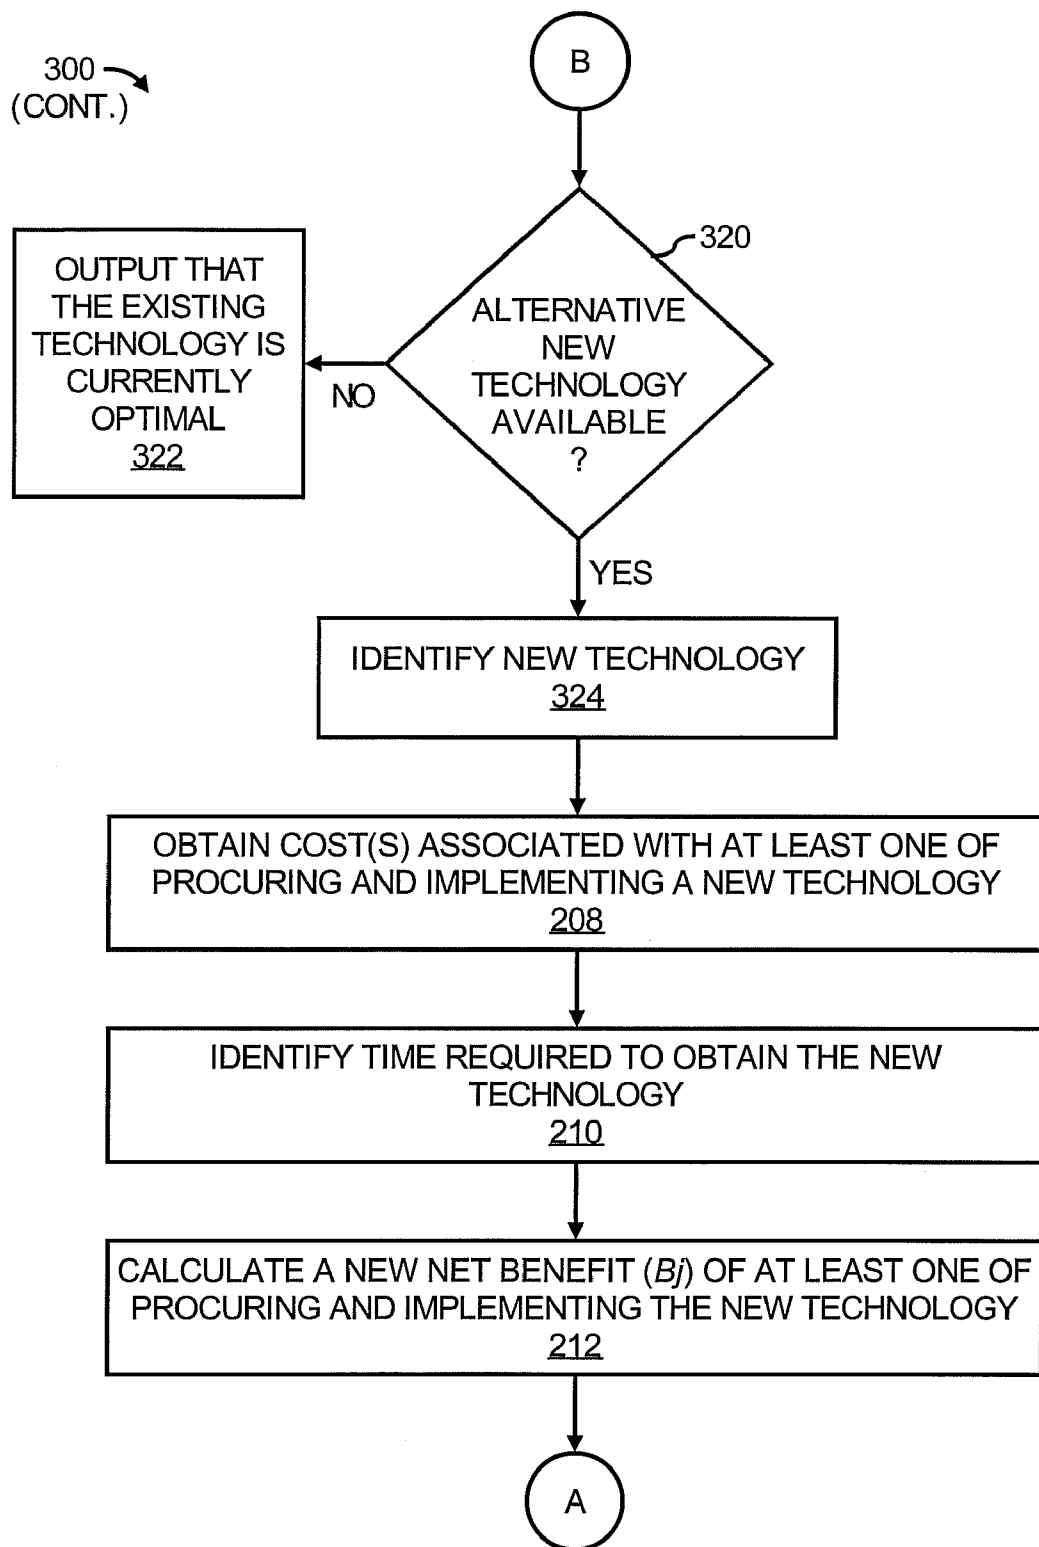 B
300
(CONT.)
320
OUTPUT THAT
THE EXISTING
TECHNOLOGY IS
CURRENTLY
OPTIMAL
322
ALTERNATIVE
NEW
TECHNOLOGY
AVAILABLE
?
NO
YES
IDENTIFY NEW TECHNOLOGY
324
OBTAIN COST(S) ASSOCIATED WITH AT LEAST ONE OF
PROCURING AND IMPLEMENTING A NEW TECHNOLOGY
208
IDENTIFY TIME REQUIRED TO OBTAIN THE NEW
TECHNOLOGY
210
CALCULATE A NEW NET BENEFIT (Bj) OF AT LEAST ONE OF
PROCURING AND IMPLEMENTING THE NEW TECHNOLOGY
212
A